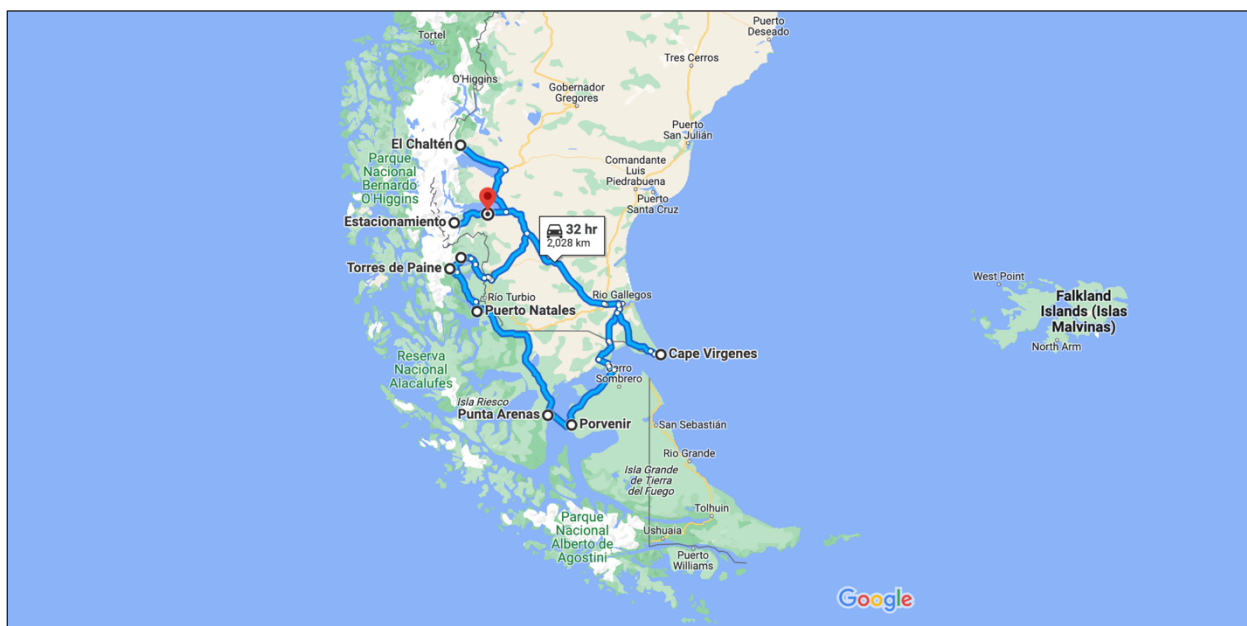 Puerto
Deseado
Tortel
Tres Cerros
O'Higgins
Gobernador
Gregores
Puerto
San Julián
El Chaltén
Parque
Nacional
Bernardo
O'Higgins
Comandante
Luis
Piedrabuena
Puerto
Santa Cruz
Estacionamiento
32 hr
2,028 km
Torres de Paine
West Point
Falkland
Islands (Islas
Malvinas)
North Arm
Río Turbio
Rio Gallegos
Puerto Natales
Cape Virgenes
Reserva
Nacional
Alacalufes
Sombrero
Isla Riesco
Punta Arenas
Porvenir
San Sebastián
Rio Grande
Isla Grande
de Tierra
del Fuego
Tolhuin
Parque
Nacional
Alberto de
Agostini
Ushuaia
Puerto
Williams
Google